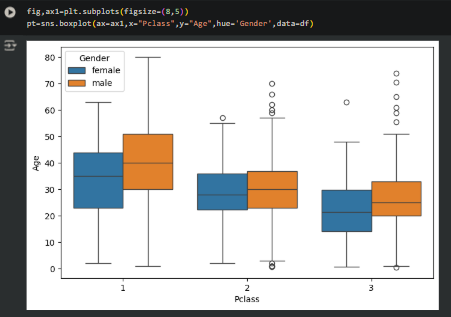 fig,ax1=plt.subplots(figsize=(8,5))
pt=sns.boxplot(ax=ax1,x="Pclass",y="Age",hue='Gender',data=df)
Gender
female
male
80
70
60
50
40
30
20
10
0
Age
1 2 3
Pclass